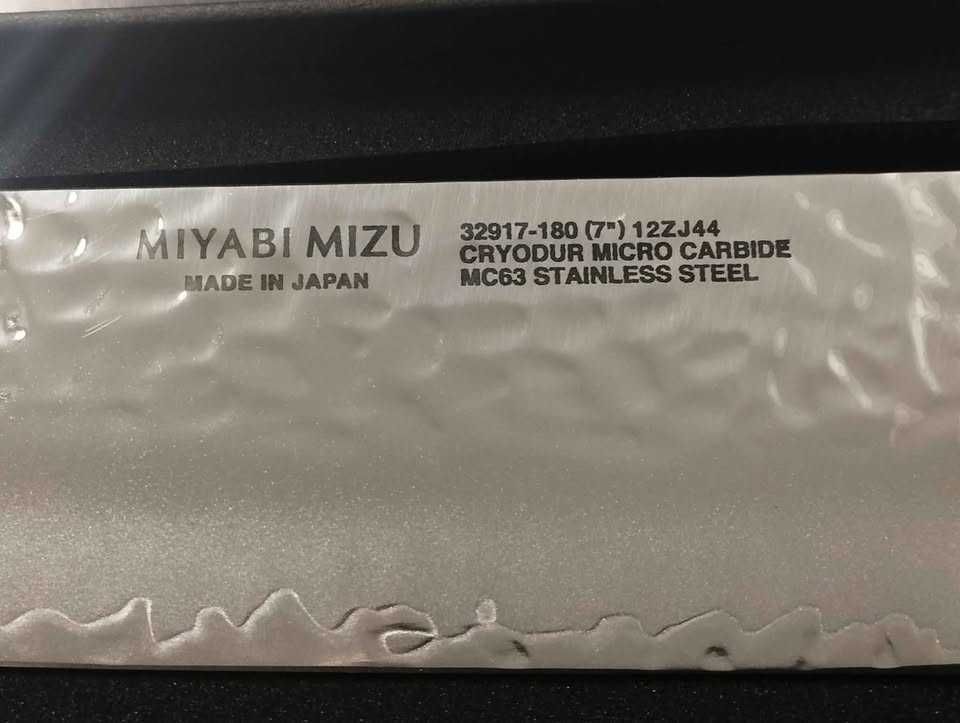 MIYABI MIZU
MADE IN JAPAN
32917-180 (7") 12ZJ44
CRYODUR MICRO CARBIDE
MC63 STAINLESS STEEL